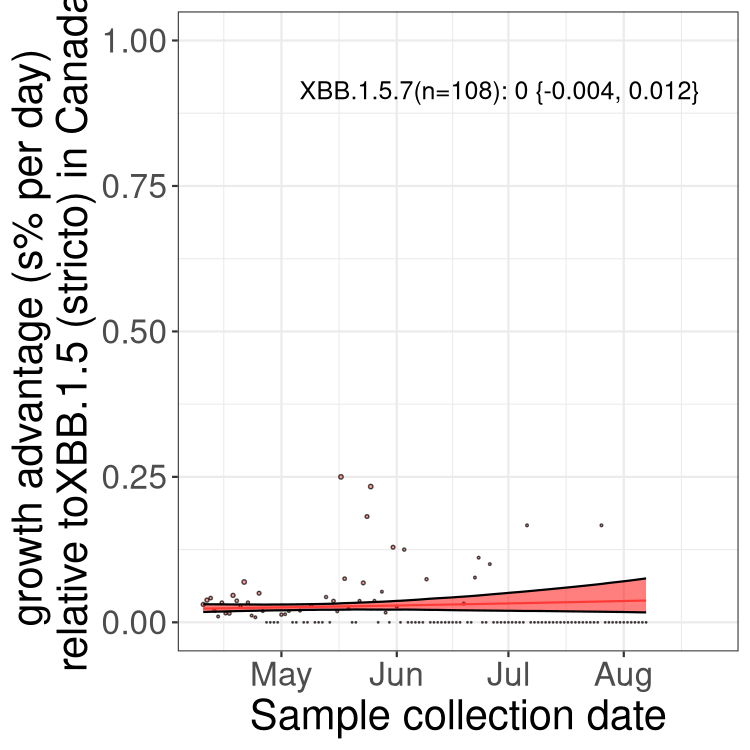 growth advantage (s% per day)
relative toXBB.1.5 (stricto) in Canada
1.00
0.75
0.50
0.25
0.00
XBB.1.5.7(n=108): 0 {-0.004, 0.012}
May Jun Jul Aug
Sample collection date